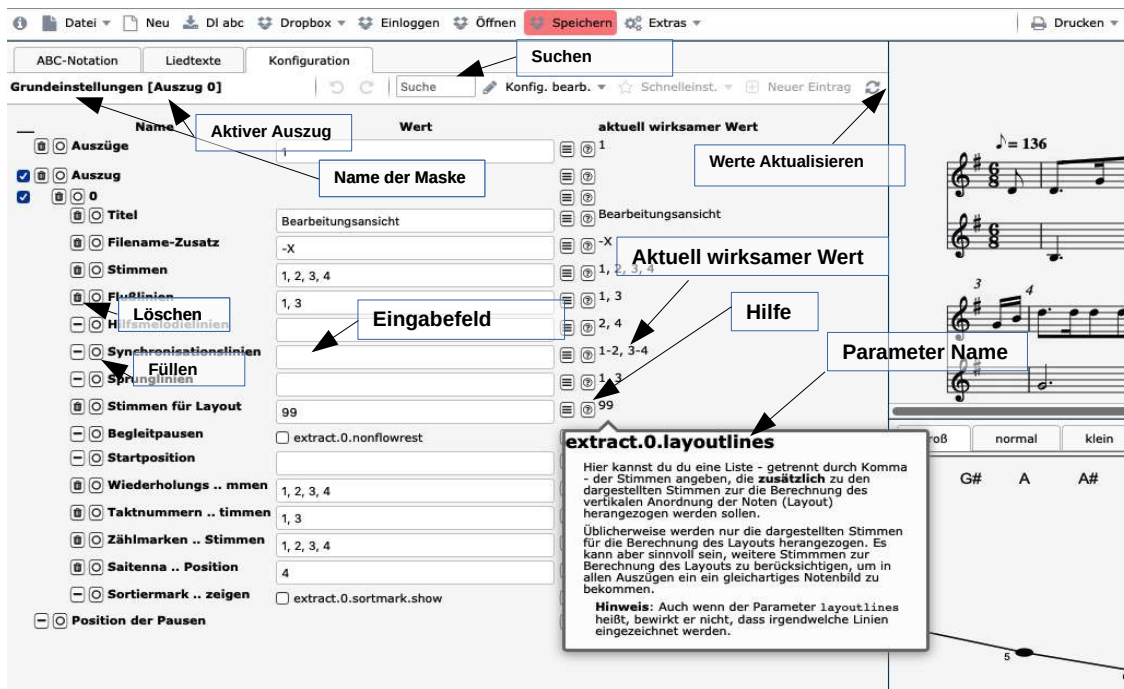 Datei Neu Dl abc Dropbox Einloggen Öffnen Speichern Extras Drucken
ABC-Notation Liedtexte Konfiguration
Suchen
Grundeinstellungen [Auszug 0] Suche Konfig. bearb. Schnelleinst. Neuer Eintrag
Name Wert aktuell wirksamer Wert
Aktiver Auszug
Auszüge 1 1
Name der Maske
Werte Aktualisieren
Auszug
0
Titel Bearbeitungsansicht Bearbeitungsansicht
Filename-Zusatz -X -X
Aktuell wirksamer Wert
Stimmen 1, 2, 3, 4 1, 2, 3, 4
Flußlinien 1, 3 1, 3
Löschen
Eingabefeld
Hilfe
Hilfsmelodielinien 2, 4
Synchronisationslinien 1-2, 3-4
Parameter Name
Füllen
Sprunglinien 1, 3
Stimmen für Layout 99 99
Begleitpausen extract.0.nonflowrest
Startposition
Wiederholungs .. mmen 1, 2, 3, 4
Taktnummern .. timmen 1, 3
Zählmarken .. Stimmen 1, 2, 3, 4
Saitenna .. Position 4
Sortiermark .. zeigen extract.0.sortmark.show
Position der Pausen
extract.0.layoutlines
Hier kannst du du eine Liste - getrennt durch Komma
- der Stimmen angeben, die zusätzlich zu den
dargestellten Stimmen zur die Berechnung des
vertikalen Anordnung der Noten (Layout)
herangezogen werden sollen.
Üblicherweise werden nur die dargestellten Stimmen
für die Berechnung des Layouts herangezogen. Es
kann aber sinnvoll sein, weitere Stimmmen zur
Berechnung des Layouts zu berücksichtigen, um in
allen Auszügen ein ein gleichartiges Notenbild zu
bekommen.
Hinweis: Auch wenn der Parameter layoutlines
heißt, bewirkt er nicht, dass irgendwelche Linien
eingezeichnet werden.
= 136
6 8
6 8
3 4
normal klein
G# A A#
5